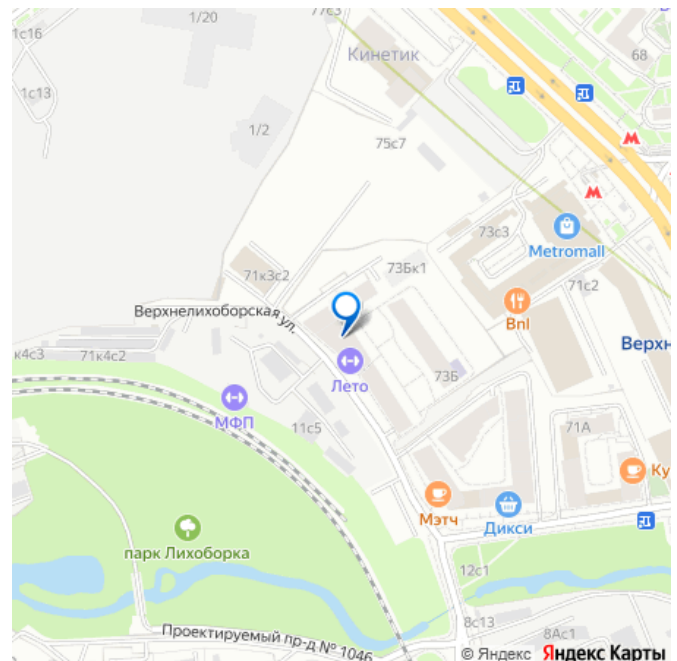 77с3
1/20
1с16
Кинетик
68
1с13
1/2
75с7
73с3
Metromall
71к3с2
73Бк1
71с2
Верхнелихоборская ул.
Bnl
Верхн
к4с3
71к4с2
Лето
73Б
МФП
11с5
71А
Ку
Мэтч
Дикси
парк Лихоборка
12с1
8с13
Проектируемый пр-д № 1046
8Ас1
© Яндекс Яндекс Карты